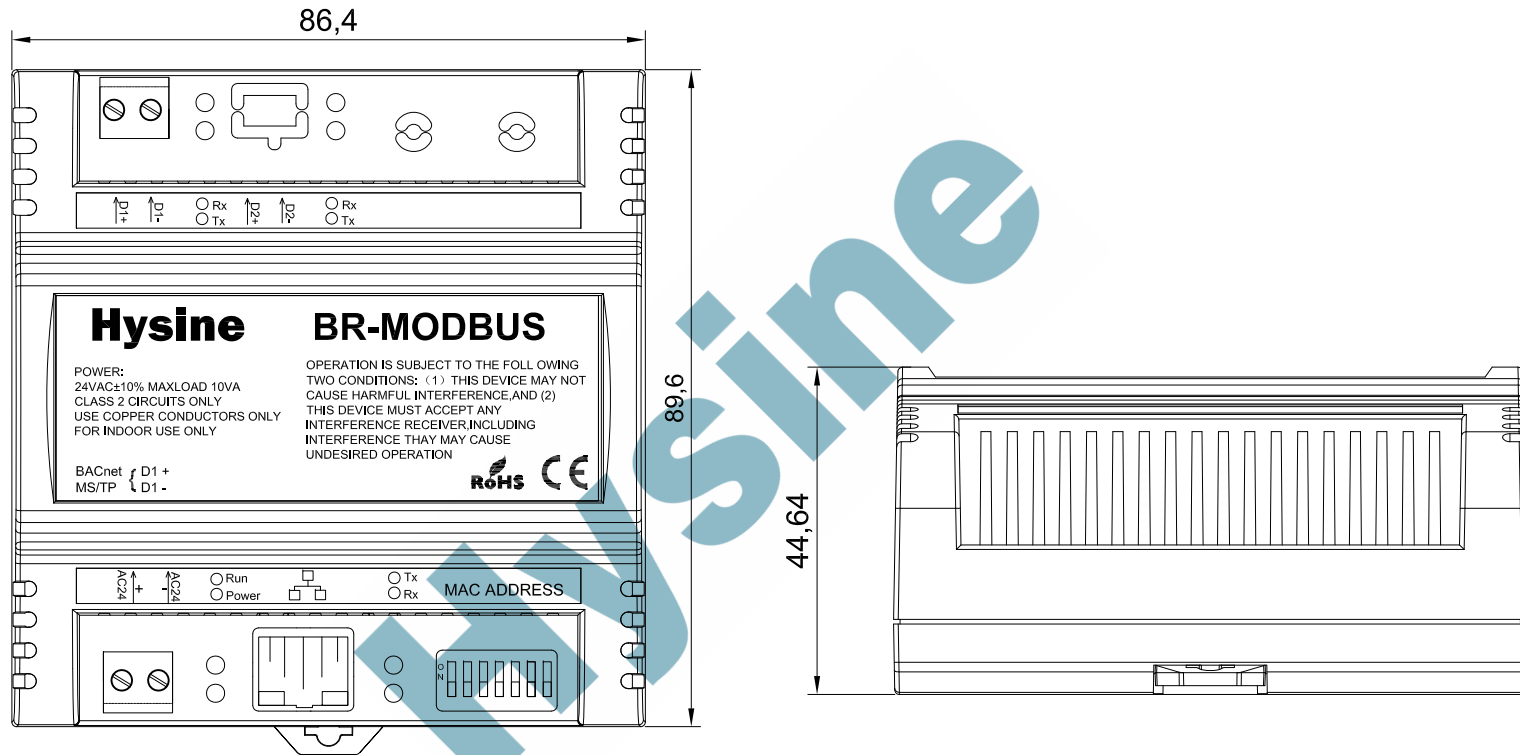 86,4
D1+ D1- Rx D2+ D2- Rx
Tx Tx
Hysine BR-MODBUS
POWER:
24VAC±10% MAXLOAD 10VA
CLASS 2 CIRCUITS ONLY
USE COPPER CONDUCTORS ONLY
FOR INDOOR USE ONLY
OPERATION IS SUBJECT TO THE FOLL OWING
TWO CONDITIONS:（1）THIS DEVICE MAY NOT
CAUSE HARMFUL INTERFERENCE,AND (2)
THIS DEVICE MUST ACCEPT ANY
INTERFERENCE RECEIVER,INCLUDING
INTERFERENCE THAY MAY CAUSE
UNDESIRED OPERATION
BACnet { D1 +
MS/TP { D1 -
RoHS CE
89,6
44,64
AC24 + - AC24 Run Tx
Power Rx MAC ADDRESS
ON
Hysine